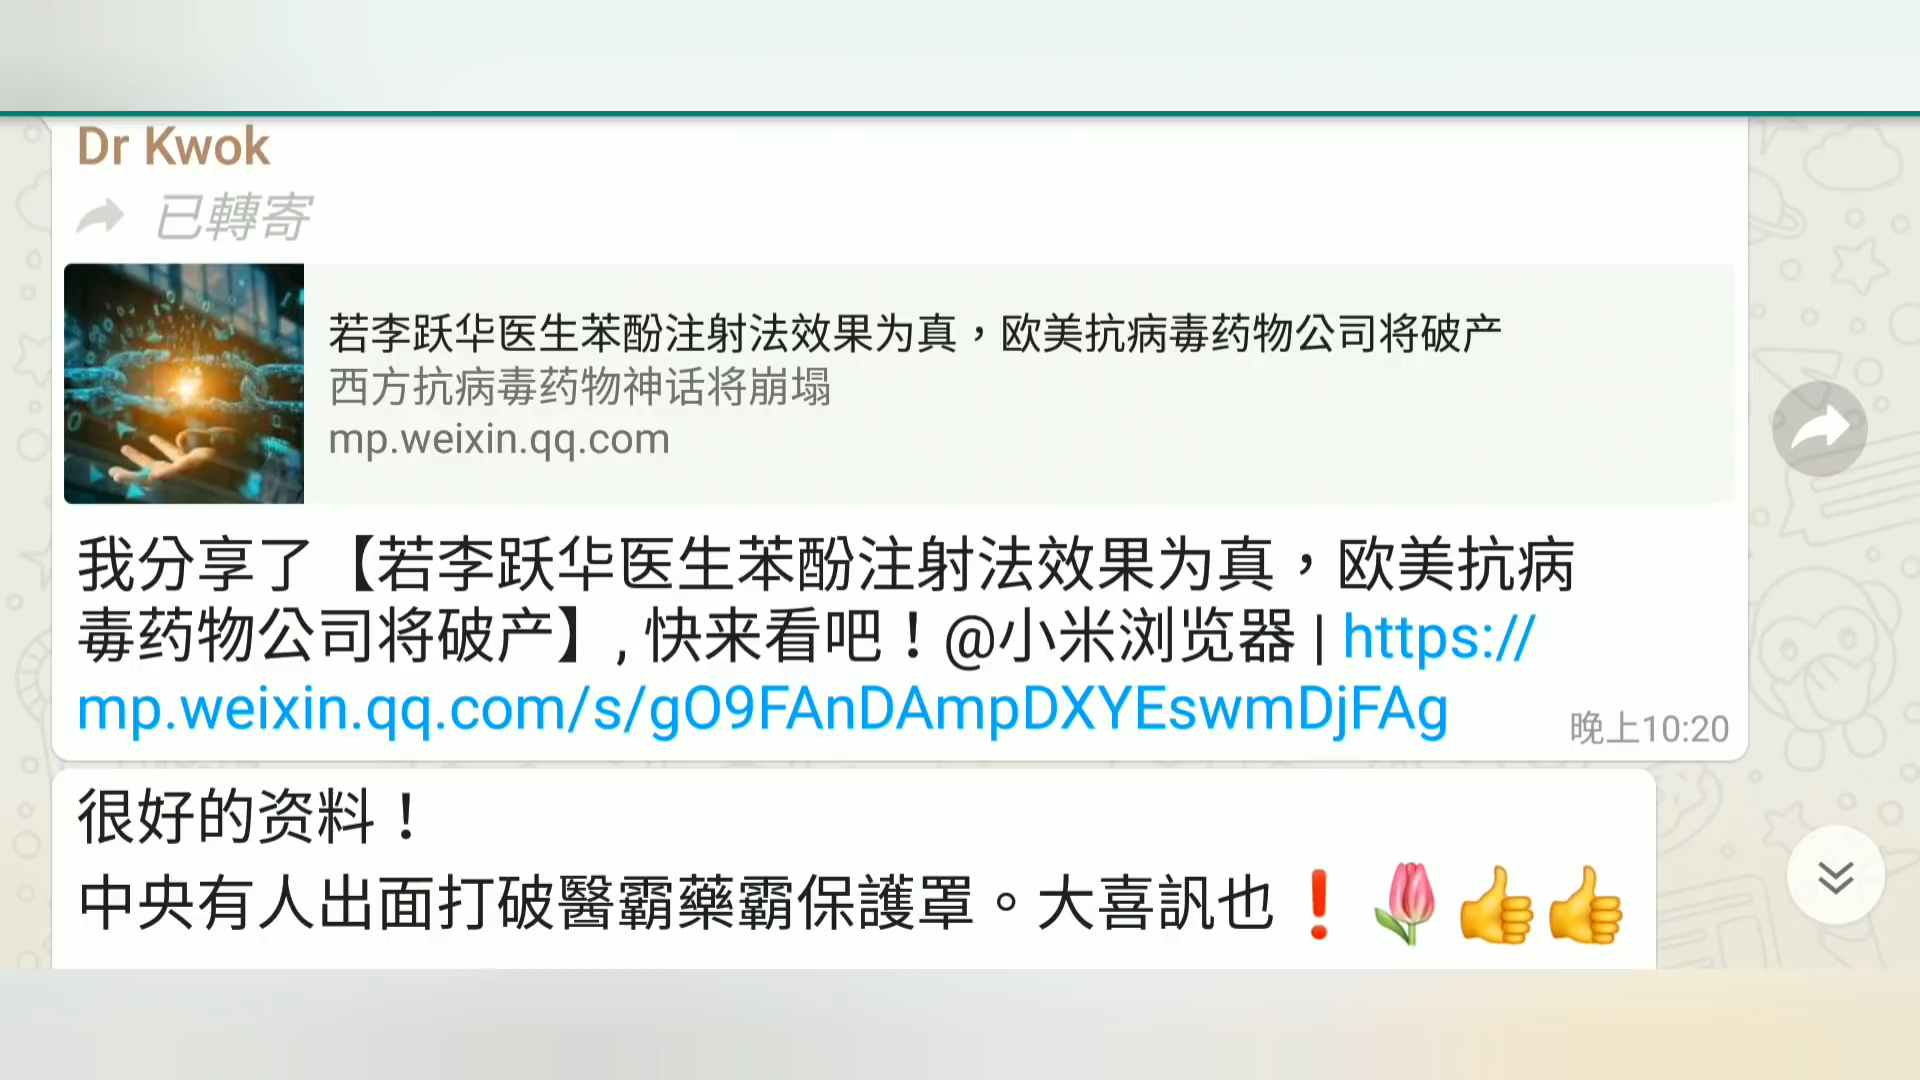 Dr Kwok
已轉寄
若李跃华医生苯酚注射法效果为真，欧美抗病毒药物公司将破产
西方抗病毒药物神话将崩塌
mp.weixin.qq.com
我分享了【若李跃华医生苯酚注射法效果为真，欧美抗病
毒药物公司将破产】, 快来看吧！@小米浏览器 | https://
mp.weixin.qq.com/s/gO9FAnDAmpDXYEswmDjFAg
晚上10:20
很好的资料！
中央有人出面打破醫霸藥霸保護罩。大喜訊也❗🌷👍👍